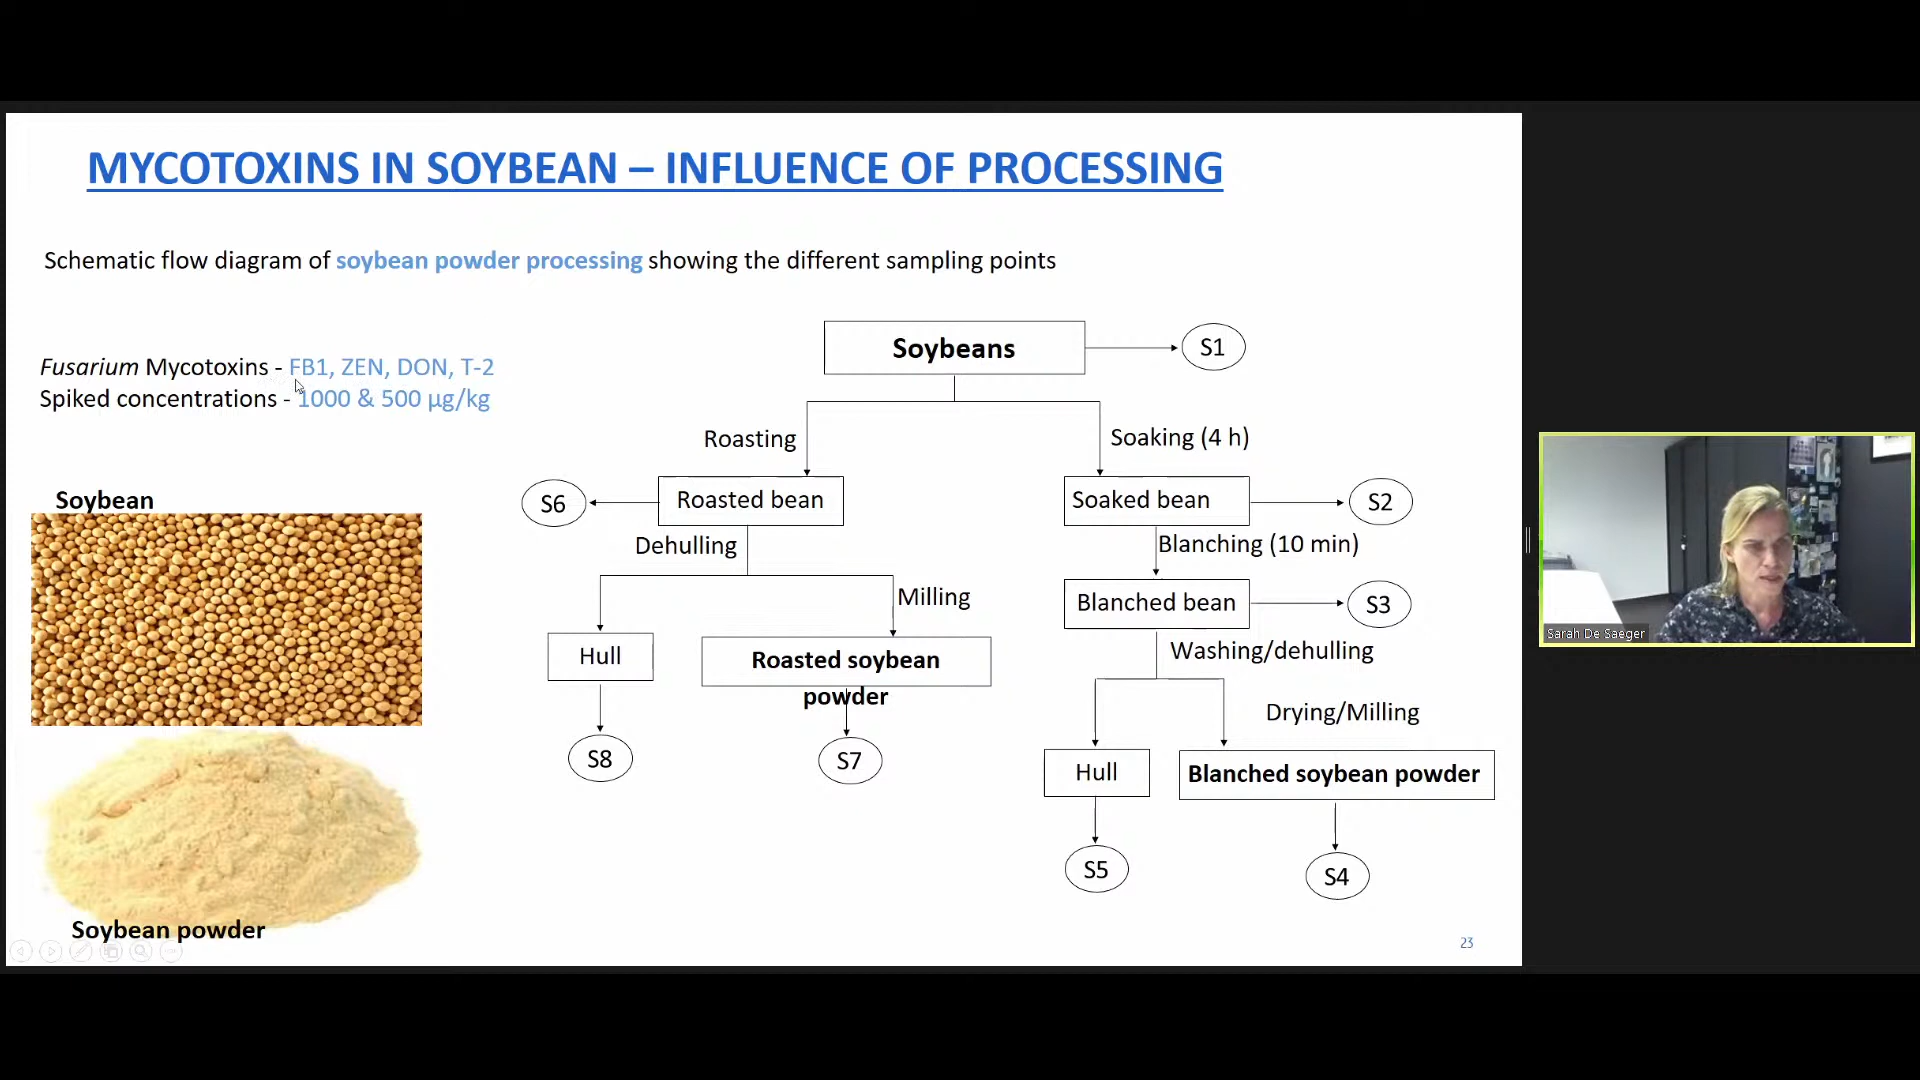 MYCOTOXINS IN SOYBEAN – INFLUENCE OF PROCESSING
Schematic flow diagram of soybean powder processing showing the different sampling points
Fusarium Mycotoxins - FB1, ZEN, DON, T-2
Spiked concentrations - 1000 & 500 µg/kg
Soybean
Soybean powder
Soybeans
S1
Roasting
Soaking (4 h)
S6
Roasted bean
Soaked bean
S2
Dehulling
Blanching (10 min)
Milling
Blanched bean
S3
Hull
Roasted soybean
powder
Washing/dehulling
Drying/Milling
S8
S7
Hull
Blanched soybean powder
S5
S4
23
Sarah De Saeger